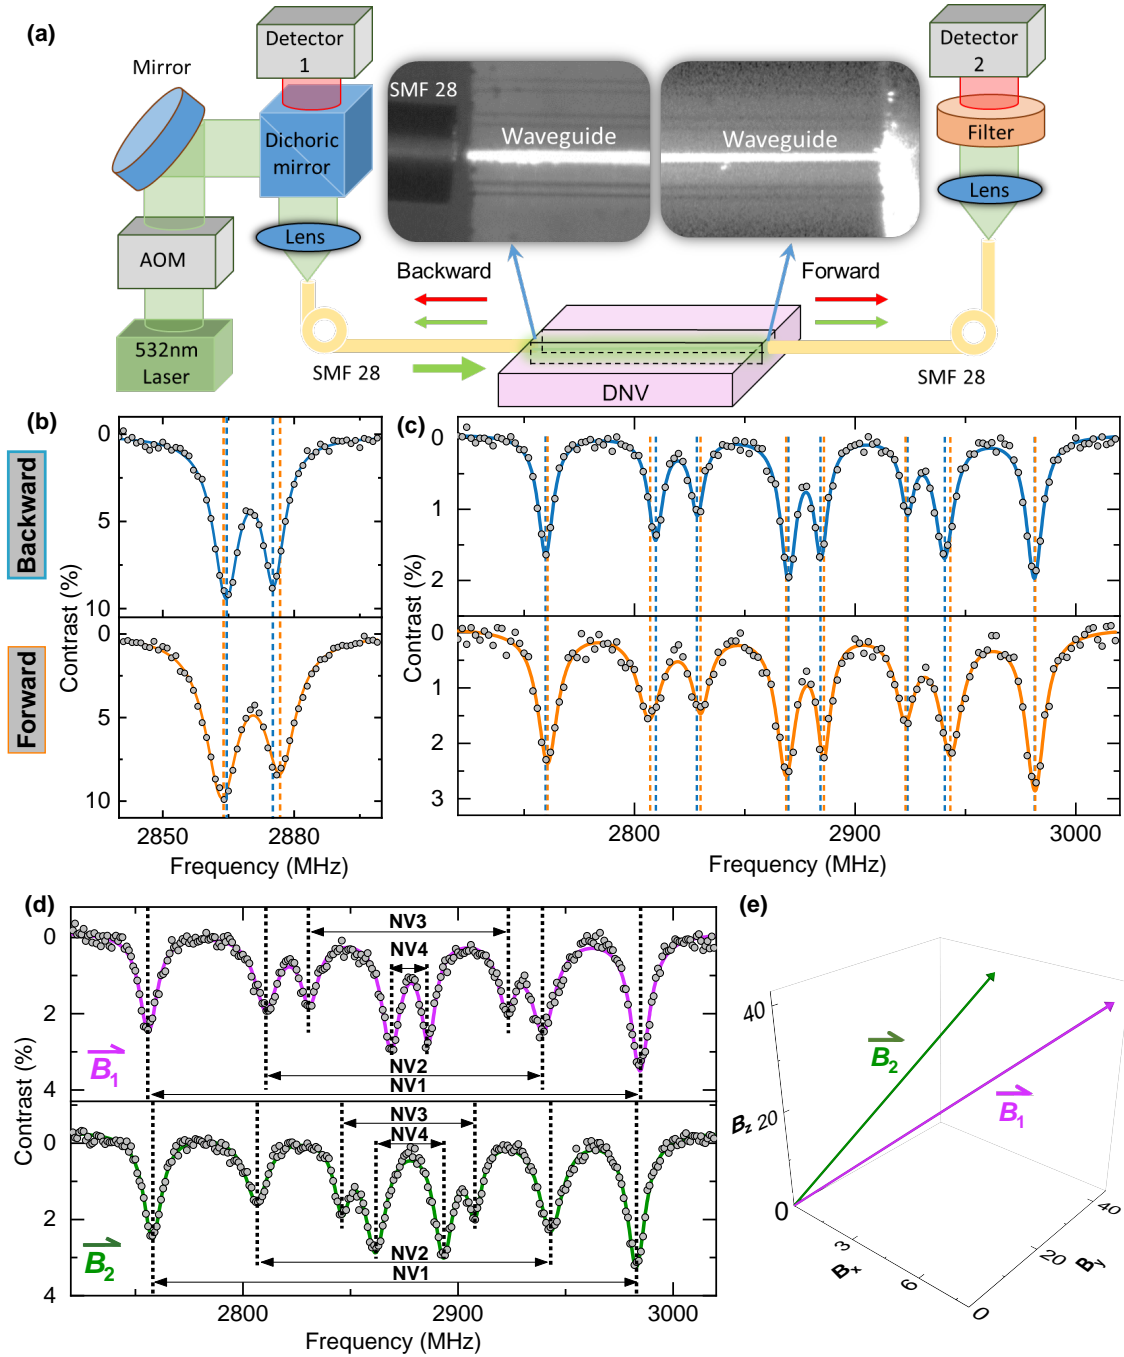 (a)
Detector
1
Mirror
Dichoric
mirror
AOM
Lens
532nm
Laser
SMF 28
Waveguide
Waveguide
Detector
2
Filter
Lens
Backward
Forward
SMF 28
DNV
SMF 28
(b)
(c)
Backward
Forward
Contrast (%)
0
5
10
0
5
10
2850
2880
Frequency (MHz)
Contrast (%)
0
1
2
0
1
2
3
2800
2900
3000
Frequency (MHz)
(d)
Contrast (%)
0
2
4
0
2
4
NV3
NV4
NV2
NV1
B1
NV3
NV4
NV2
NV1
B2
2800
2900
3000
Frequency (MHz)
(e)
40
Bz 20
0
B2
B1
3
6
Bx
0
20
40
By